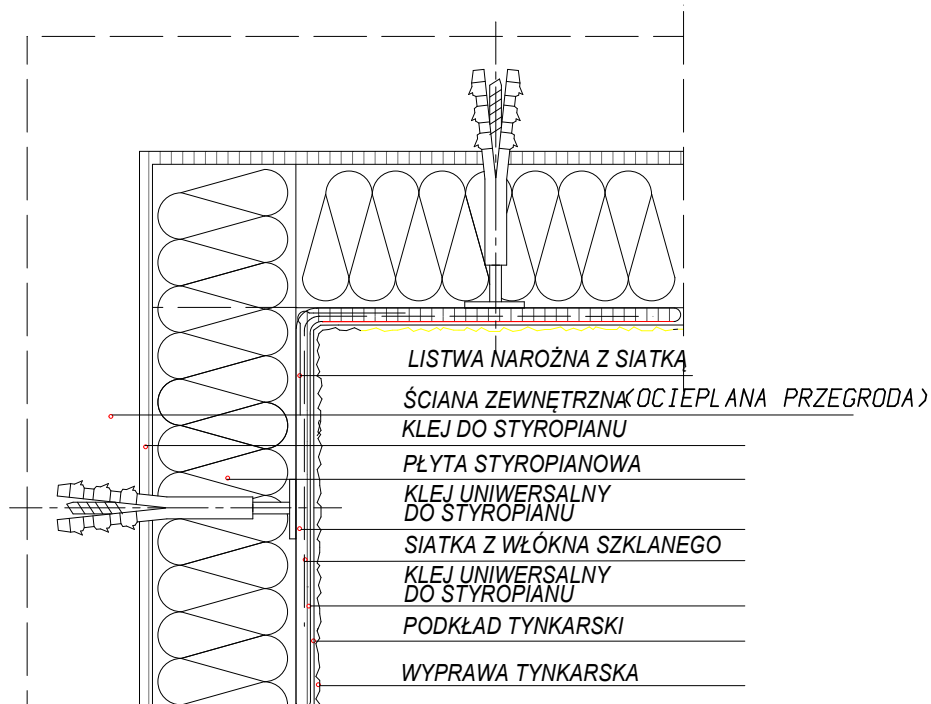 LISTWA NAROŻNA Z SIATKĄ
ŚCIANA ZEWNĘTRZNA(OCIEPLANA PRZEGRODA)
KLEJ DO STYROPIANU
PŁYTA STYROPIANOWA
KLEJ UNIWERSALNY
DO STYROPIANU
SIATKA Z WŁÓKNA SZKLANEGO
KLEJ UNIWERSALNY
DO STYROPIANU
PODKŁAD TYNKARSKI
WYPRAWA TYNKARSKA